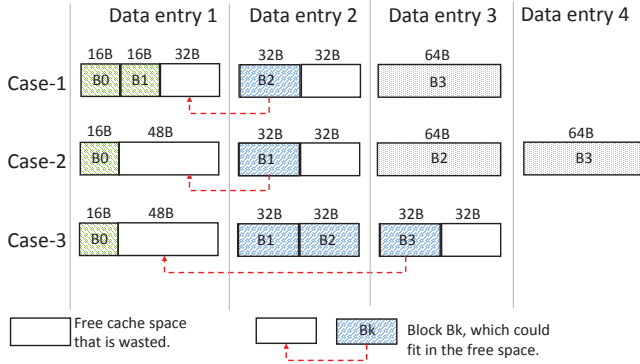 Data entry 1 Data entry 2 Data entry 3 Data entry 4
16B 16B 32B 32B 32B 64B
Case-1 B0 B1 B2 B3
16B 48B 32B 32B 64B 64B
Case-2 B0 B1 B2 B3
16B 48B 32B 32B 32B 32B
Case-3 B0 B1 B2 B3
Free cache space
that is wasted.
Bk
Block Bk, which could
fit in the free space.